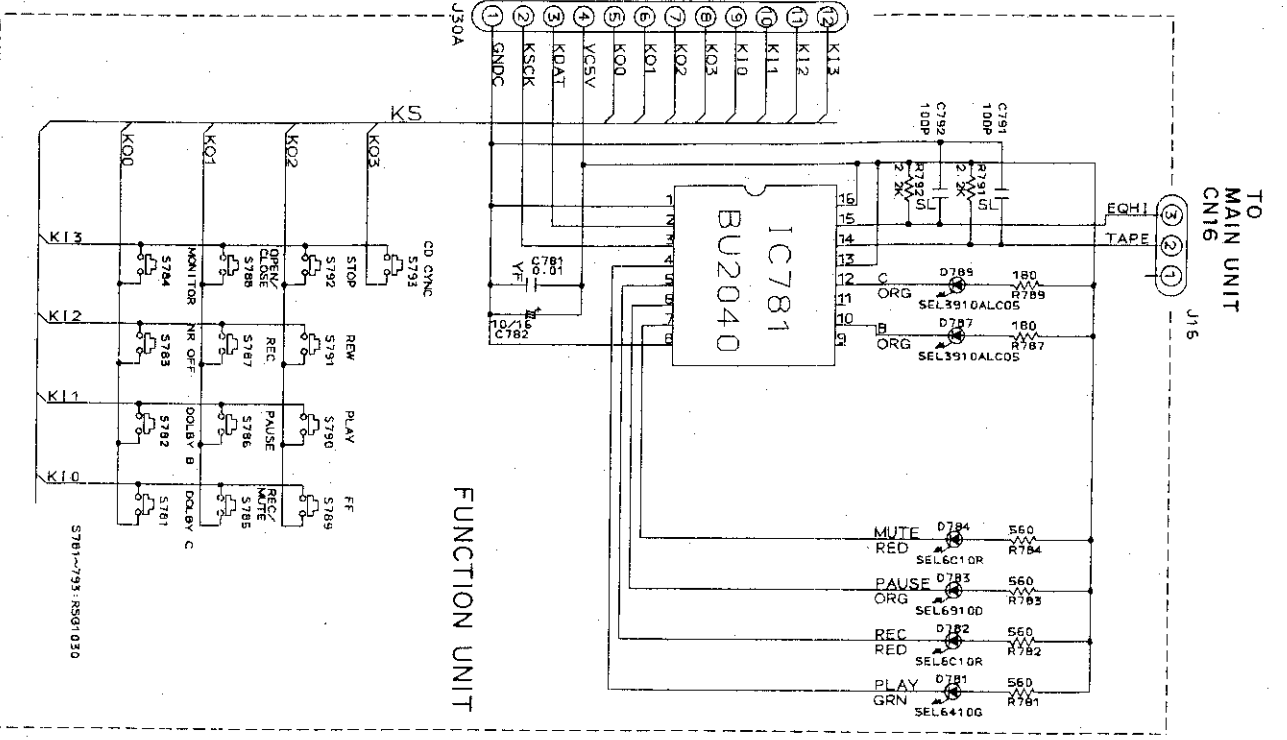 TO
MAIN UNIT
CN16
J16
3
2
1
EQHI
TAPE
J30A
1
2
3
4
5
6
7
8
9
10
11
12
GNDC
KSCK
KDAT
VC5V
KO0
KO1
KO2
KO3
KI0
KI1
KI2
KI3
C791
100P
C792
100P
R791
2.2K
SL
R792
2.2K
SL
K5
KO0
KO1
KO2
KO3
IC781
BU2040
1
2
3
4
5
6
7
8
16
15
14
13
12
11
10
9
C781
0.01
YF
10/16
C782
C
ORG
D789
SEL3910ALC05
180
R789
B
ORG
D787
SEL3910ALC05
180
R787
MUTE
RED
D784
SEL6C10R
560
R784
PAUSE
ORG
D783
SEL6910D
560
R783
REC
RED
D782
SEL6C10R
560
R782
PLAY
GRN
D781
SEL6410G
560
R781
KI3
S784
MONITOR
S788
OPEN/
CLOSE
S792
STOP
S793
CD CYNC
KI2
S783
NR OFF
S787
REC
S791
REW
KI1
S782
DOLBY B
S786
PAUSE
S790
PLAY
KI0
S781
DOLBY C
S785
REC/
MUTE
S789
FF
S781~793:RSG1030
FUNCTION UNIT